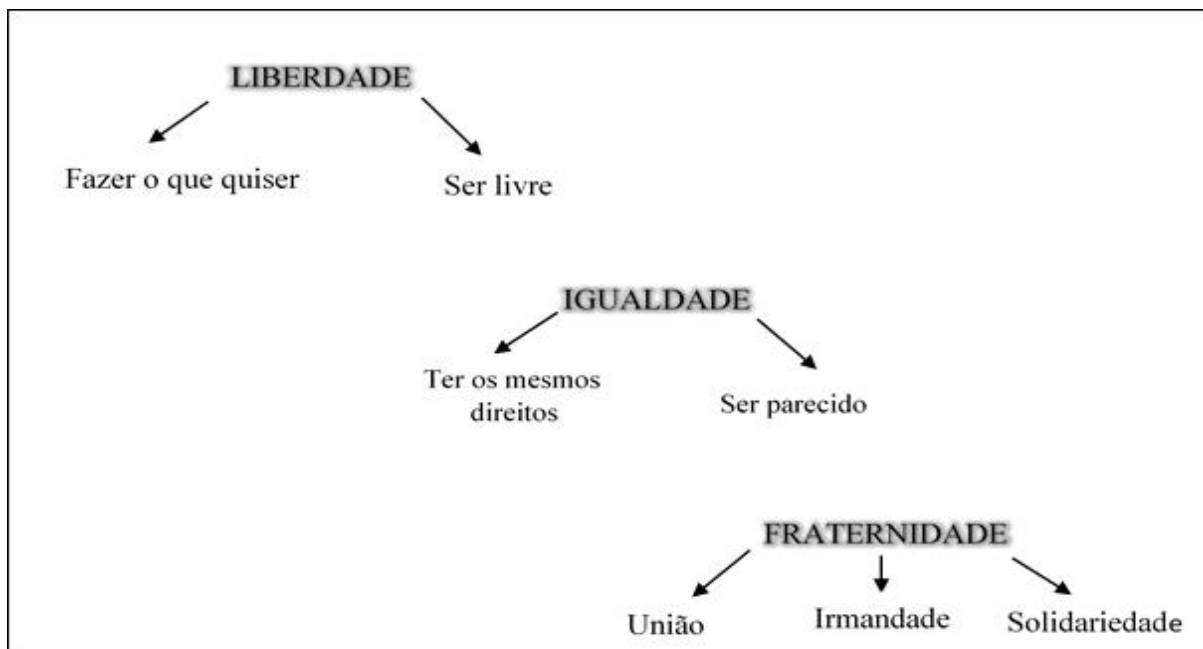 LIBERDADE
Fazer o que quiser
Ser livre
IGUALDADE
Ter os mesmos
direitos
Ser parecido
FRATERNIDADE
União
Irmandade
Solidariedade